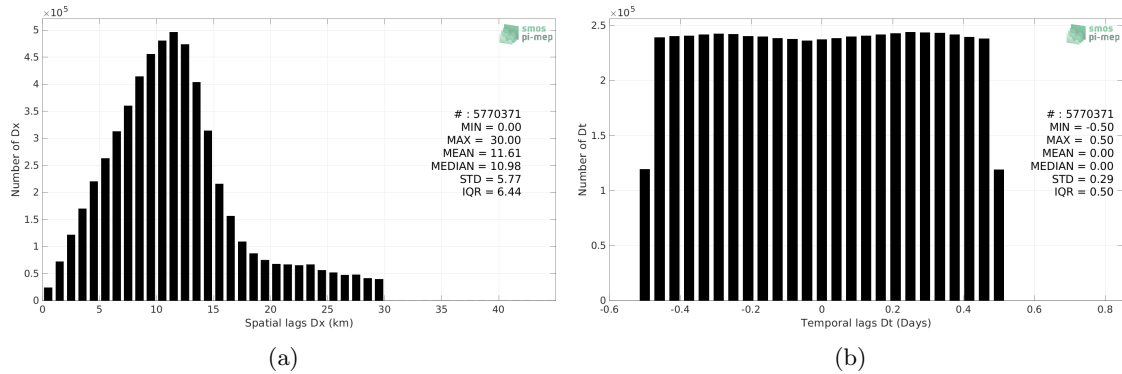 ×10⁵
5
4.5
4
3.5
3
2.5
2
1.5
1
0.5
0
Number of Dx
smos
pi-mep
# : 5770371
MIN = 0.00
MAX = 30.00
MEAN = 11.61
MEDIAN = 10.98
STD = 5.77
IQR = 6.44
0 5 10 15 20 25 30 35 40
Spatial lags Dx (km)
(a)
×10⁵
2.5
2
1.5
1
0.5
0
Number of Dt
smos
pi-mep
# : 5770371
MIN = -0.50
MAX = 0.50
MEAN = 0.00
MEDIAN = 0.00
STD = 0.29
IQR = 0.50
-0.6 -0.4 -0.2 0 0.2 0.4 0.6 0.8
Temporal lags Dt (Days)
(b)